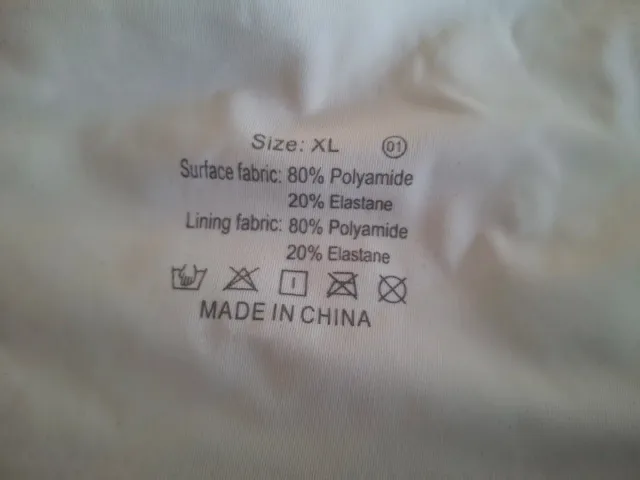 Size: XL 01
Surface fabric: 80% Polyamide
20% Elastane
Lining fabric: 80% Polyamide
20% Elastane
MADE IN CHINA